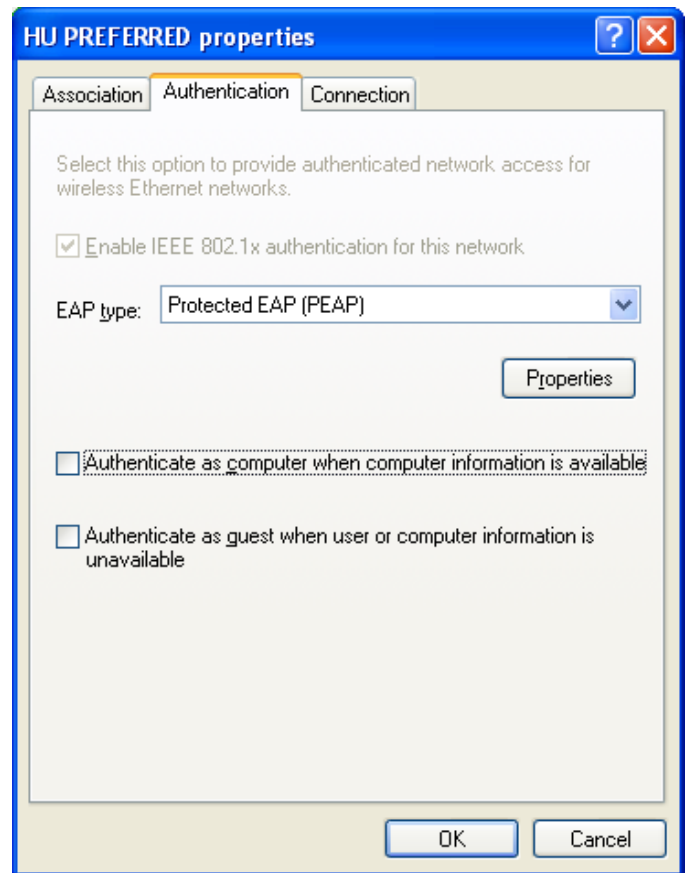 HU PREFERRED properties
Association Authentication Connection
Select this option to provide authenticated network access for
wireless Ethernet networks.
Enable IEEE 802.1x authentication for this network
EAP type: Protected EAP (PEAP)
Properties
Authenticate as computer when computer information is available
Authenticate as guest when user or computer information is
unavailable
OK Cancel